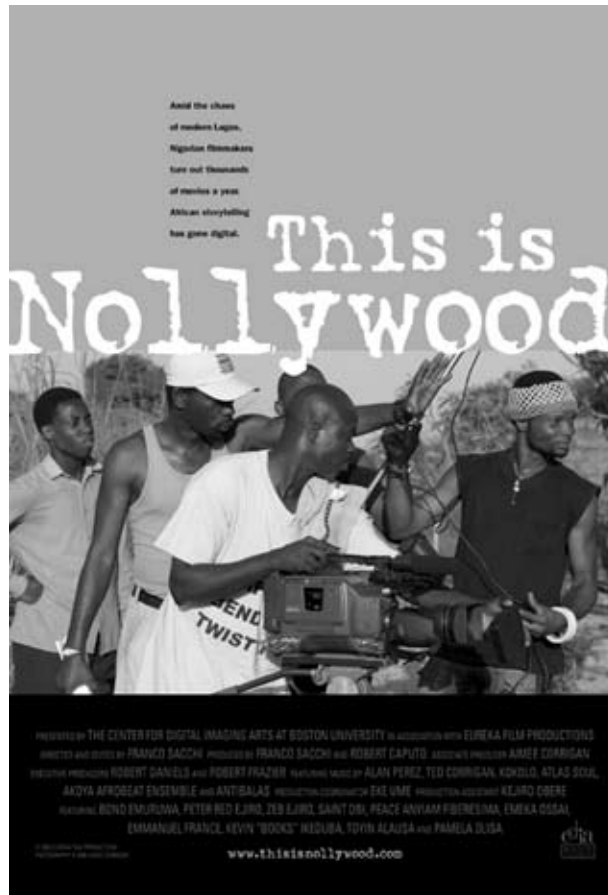 Amid the chaos
of modern Lagos,
Nigerian filmmakers
turn out thousands
of movies a year.
African storytelling
has gone digital.
This is
Nollywood
BEND
TWIST
PRESENTED BY THE CENTER FOR DIGITAL IMAGING ARTS AT BOSTON UNIVERSITY IN ASSOCIATION WITH EUREKA FILM PRODUCTIONS
DIRECTED AND EDITED BY FRANCO SACCHI PRODUCED BY FRANCO SACCHI AND ROBERT CAPUTO ASSOCIATE PRODUCER AIMEE CORRIGAN
EXECUTIVE PRODUCERS ROBERT DANIELS AND ROBERT FRAZIER FEATURING MUSIC BY ALAN PEREZ, TED CORRIGAN, KOKOLO, ATLAS SOUL,
AKOYA AFROBEAT ENSEMBLE AND ANTIBALAS PRODUCTION COORDINATOR EKE UME PRODUCTION ASSISTANT KEJIRO OBERE
FEATURING BOND EMURUWA, PETER RED EJIRO, ZEB EJIRO, SAINT OBI, PEACE ANYIAM FIBERESIMA, EMEKA OSSAI,
EMMANUEL FRANCE, KEVIN "BOOKS" IKEDUBA, TOYIN ALAUSA AND PAMELA OLISA.
www.thisisnollywood.com